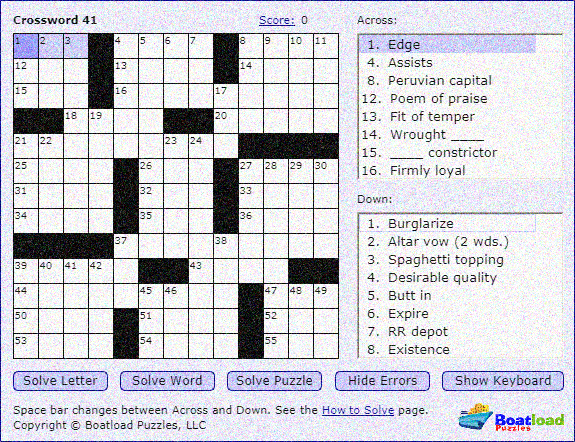 Crossword 41
Score: 0
1 2 3 4 5 6 7 8 9 10 11
12 13 14
15 16 17
18 19 20
21 22 23 24
25 26 27 28 29 30
31 32 33
34 35 36
37 38
39 40 41 42 43
44 45 46 47 48 49
50 51 52
53 54 55
Across:
1. Edge
4. Assists
8. Peruvian capital
12. Poem of praise
13. Fit of temper
14. Wrought ____
15. ____ constrictor
16. Firmly loyal
Down:
1. Burglarize
2. Altar vow (2 wds.)
3. Spaghetti topping
4. Desirable quality
5. Butt in
6. Expire
7. RR depot
8. Existence
Solve Letter Solve Word Solve Puzzle Hide Errors Show Keyboard
Space bar changes between Across and Down. See the How to Solve page.
Copyright © Boatload Puzzles, LLC
Boatload
Puzzles